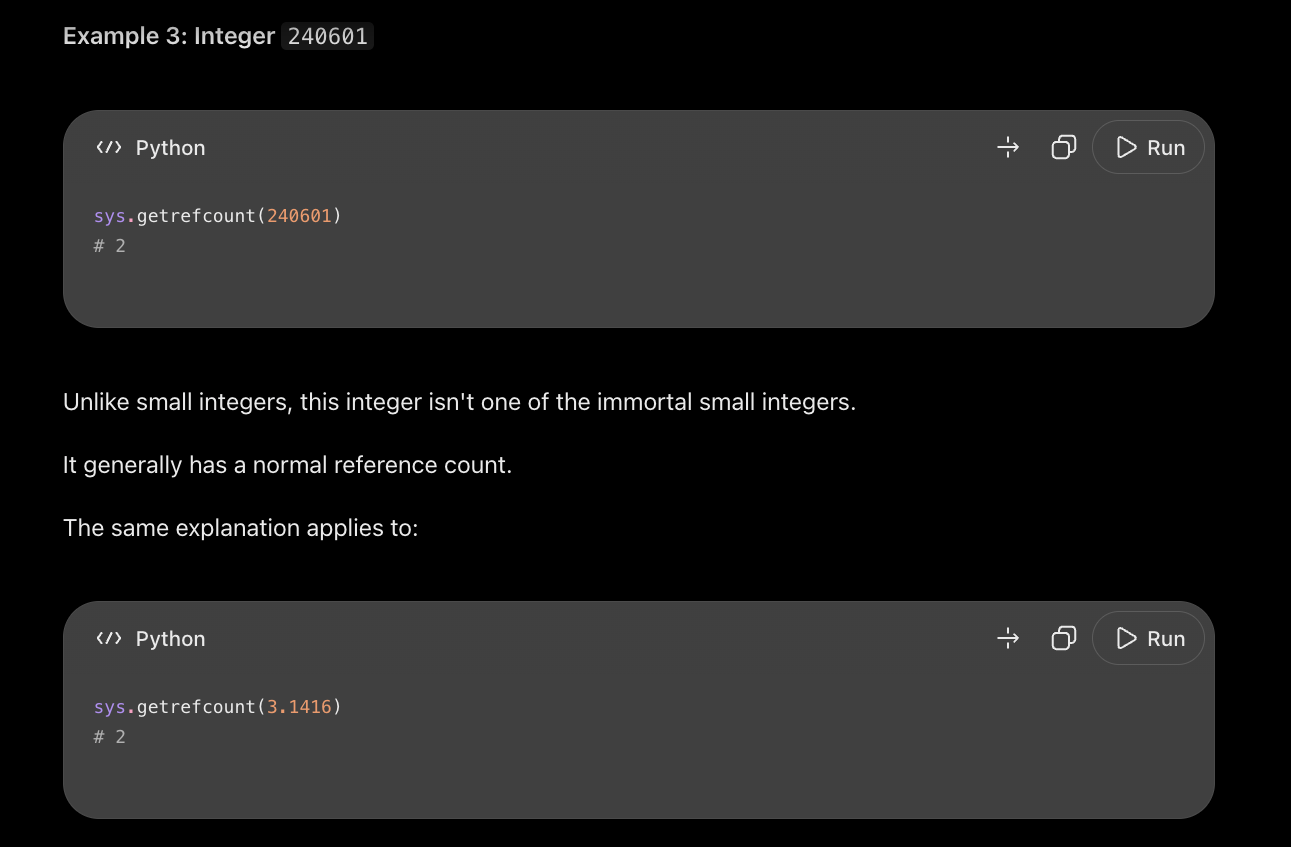 Example 3: Integer 240601
Python
Run
sys.getrefcount(240601)
# 2
Unlike small integers, this integer isn't one of the immortal small integers.
It generally has a normal reference count.
The same explanation applies to:
Python
Run
sys.getrefcount(3.1416)
# 2